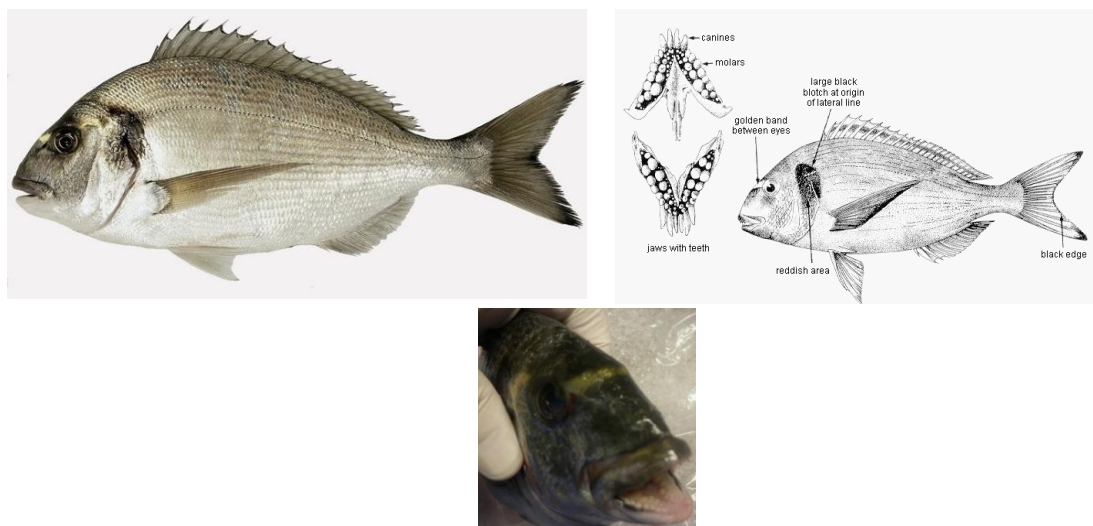 canines
molars
large black
blotch at origin
of lateral line
golden band
between eyes
jaws with teeth
reddish area
black edge